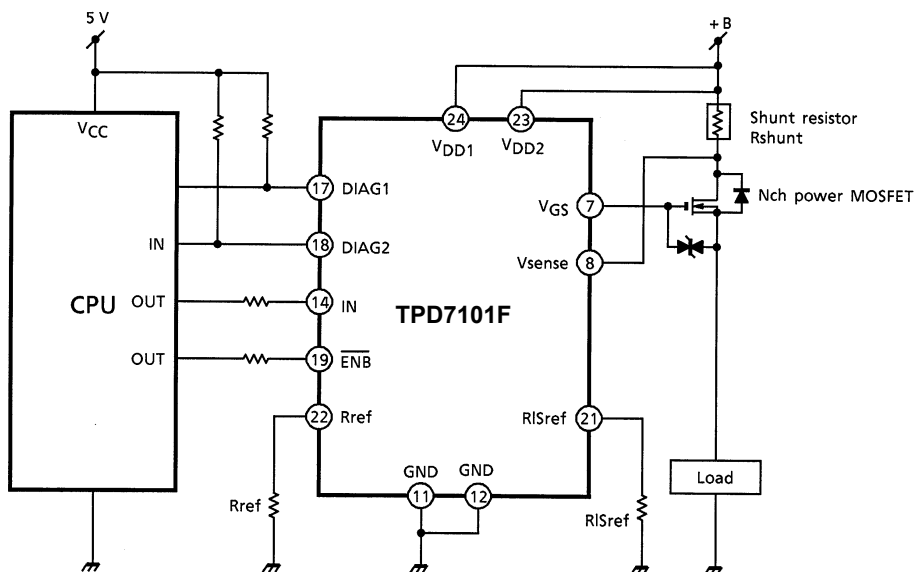 5 V
+ B
VCC
24
23
VDD1
VDD2
Shunt resistor
Rshunt
17
DIAG1
7
VGS
Nch power MOSFET
IN
18
DIAG2
Vsense
8
CPU
OUT
14
IN
TPD7101F
OUT
19
ENB
22
Rref
RISref
21
GND
GND
11
12
Load
Rref
RISref